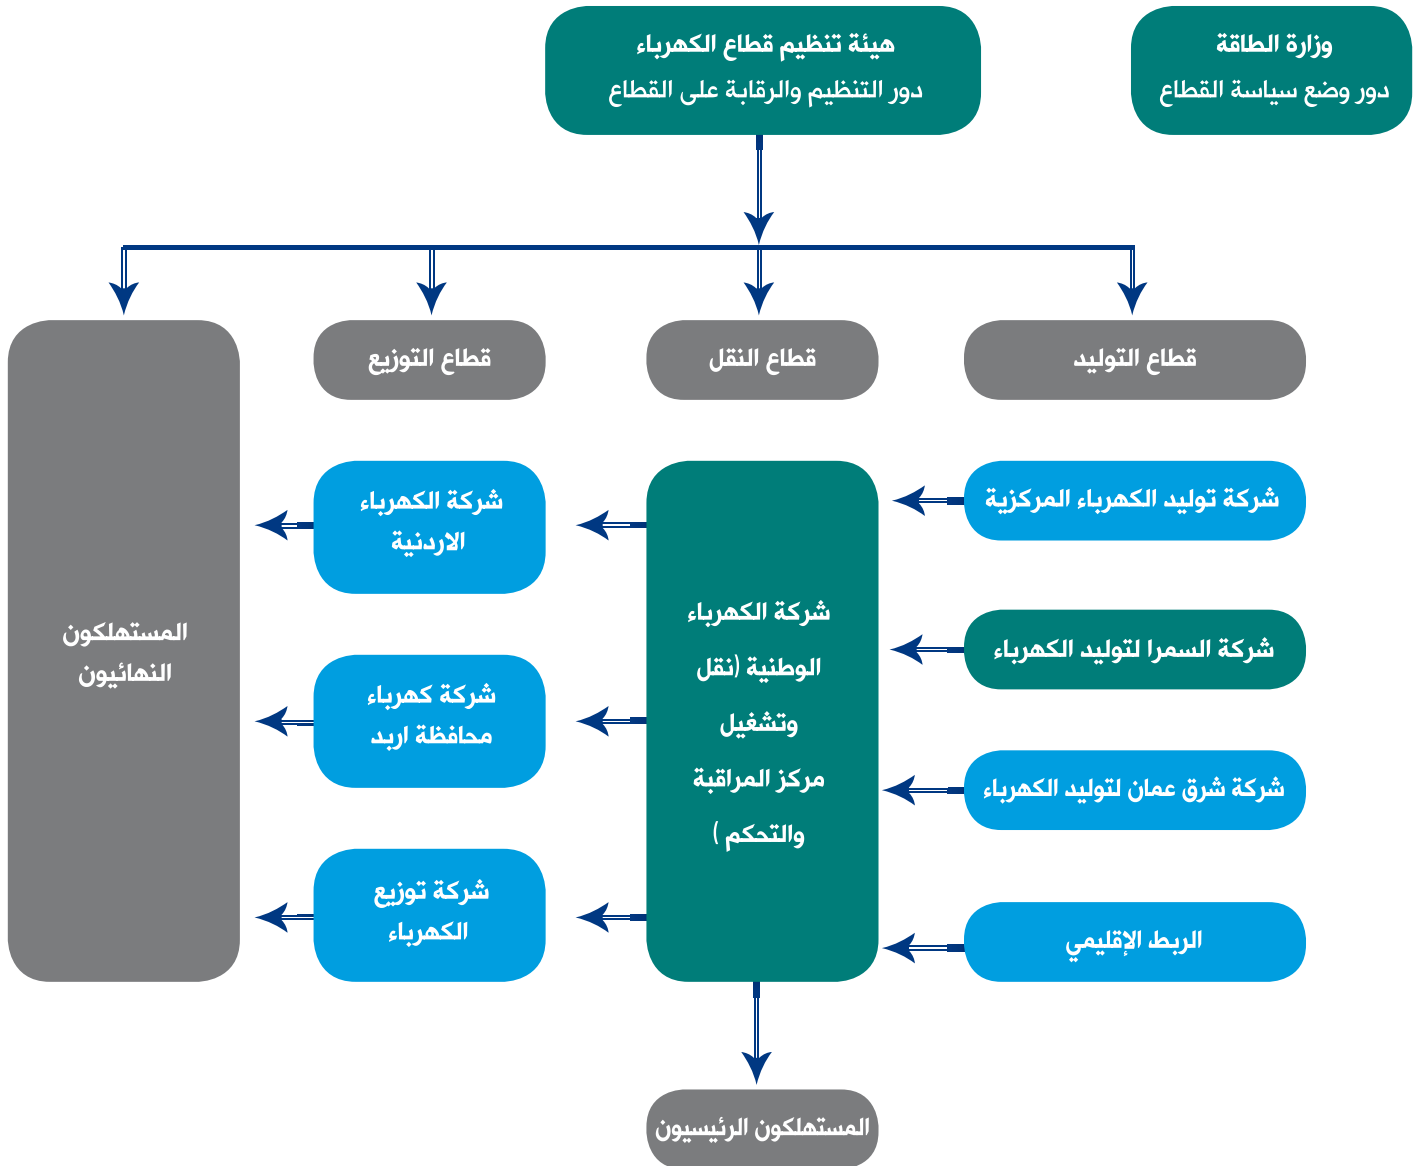 وزارة الطاقة
دور وضع سياسة القطاع
هيئة تنظيم قطاع الكهرباء
دور التنظيم والرقابة على القطاع
قطاع التوليد
قطاع النقل
قطاع التوزيع
المستهلكون
النهائيون
شركة توليد الكهرباء المركزية
شركة السمرا لتوليد الكهرباء
شركة شرق عمان لتوليد الكهرباء
الربط الإقليمي
شركة الكهرباء
الوطنية (نقل
وتشغيل
مركز المراقبة
والتحكم )
شركة الكهرباء
الاردنية
شركة كهرباء
محافظة اربد
شركة توزيع
الكهرباء
المستهلكون الرئيسيون